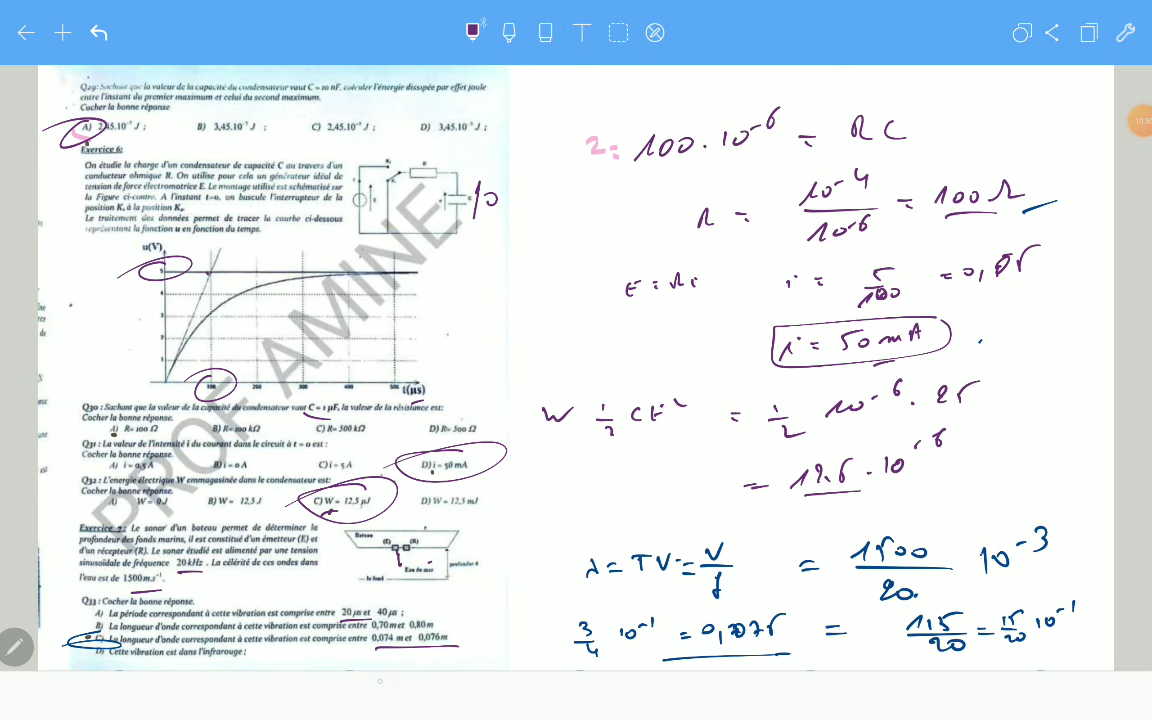 Q29: Sachant que la valeur de la capacité du condensateur vaut C = 10 nF, calculer l'énergie dissipée par effet joule
entre l'instant du premier maximum et celui du second maximum.
Cocher la bonne réponse
B) 3,45.10⁻⁷ J ;
Exercice 6:
On étudie la charge d'un condensateur de capacité C au travers d'un
conducteur ohmique R. On utilise pour cela un générateur idéal de
tension de force électromotrice E. Le montage utilisé est schématisé sur
la Figure ci-contre. A l'instant t=0, on bascule l'interrupteur de la
position K₁ à la position K₂.
Le traitement des données permet de tracer la courbe ci-dessous
représentant la fonction u en fonction du temps.
u(V)
5
4
3
2
1
100 200 300 400 500 t(µs)
PROF AMINE
Q30 : Sachant que la valeur de la capacité du condensateur vaut C = 1 µF, la valeur de la résistance est:
Cocher la bonne réponse.
A) R= 100 Ω B) R= 100 kΩ C) R= 500 kΩ D) R= 500 Ω
Q31 : La valeur de l'intensité i du courant dans le circuit à t = 0 est :
Cocher la bonne réponse.
A) i = 0,5 A B) i = 0 A C) i = 5 A D) i = 50 mA
Q32 : L'énergie électrique W emmagasinée dans le condensateur est:
Cocher la bonne réponse.
A) W = 0 J B) W = 12,5 J C) W = 12,5 µJ D) W = 12,5 mJ
Exercice 7 : Le sonar d'un bateau permet de déterminer la
profondeur des fonds marins, il est constitué d'un émetteur (E) et
d'un récepteur (R). Le sonar étudié est alimenté par une tension
sinusoïdale de fréquence 20 kHz . La célérité de ces ondes dans
l'eau est de 1500 m.s⁻¹.
Bateau
(E) (R)
Eau de mer
profondeur d
le fond
Q33 : Cocher la bonne réponse.
A) La période correspondant à cette vibration est comprise entre 20 µs et 40 µs ;
B) La longueur d'onde correspondant à cette vibration est comprise entre 0,70 m et 0,80 m
C) La longueur d'onde correspondant à cette vibration est comprise entre 0,074 m et 0,076 m
D) Cette vibration est dans l'infrarouge ;
10
2: 100 . 10⁻⁶ = RC
R = 10⁻⁴ / 10⁻⁶ = 100 Ω
E = Ri i = 5/100 = 0,05
i = 50 mA
W 1/2 CE² = 1/2 10⁻⁶ . 25
= 12.5 . 10⁻⁶
λ = TV = V/f = 1500/20 10⁻³
3/4 10⁻¹ = 0,075 = 1,5/20 = 15/20 10⁻¹